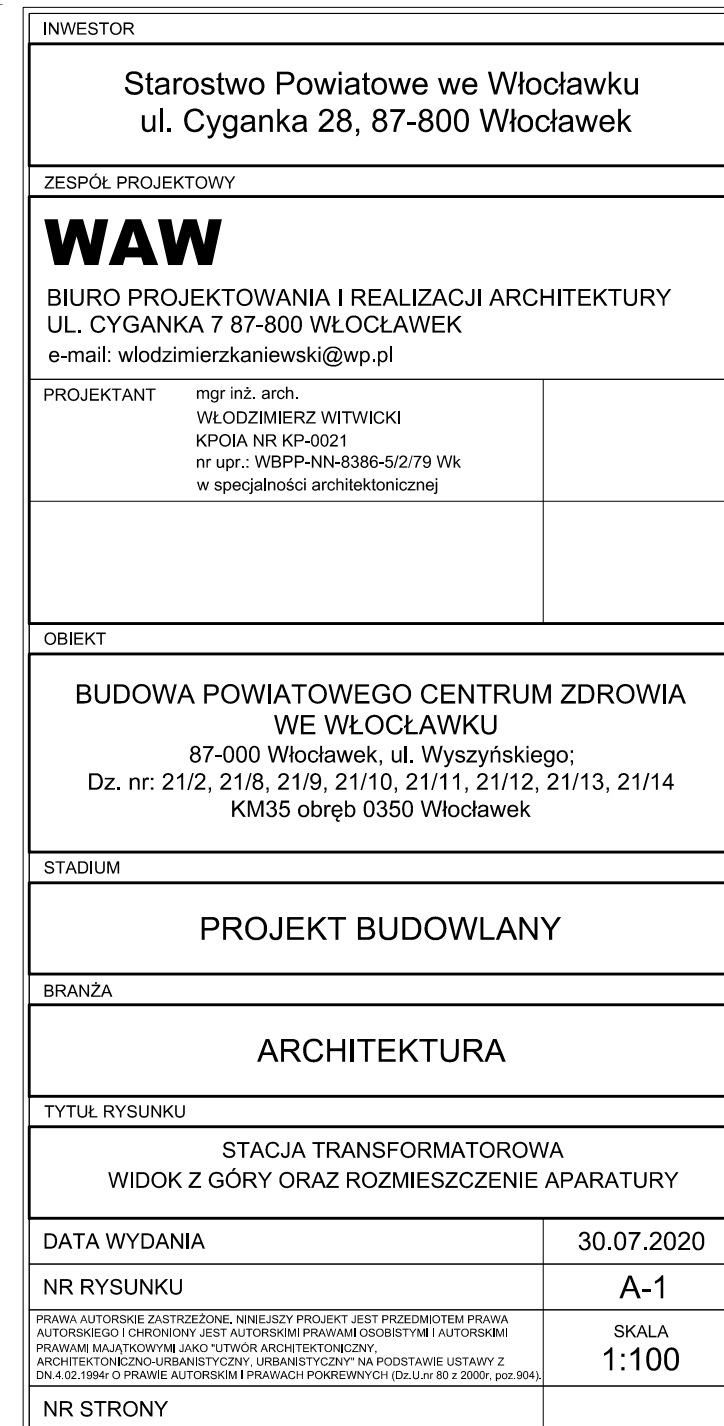 INWESTOR
Starostwo Powiatowe we Włocławku
ul. Cyganka 28, 87-800 Włocławek
ZESPÓŁ PROJEKTOWY
WAW
BIURO PROJEKTOWANIA I REALIZACJI ARCHITEKTURY
UL. CYGANKA 7 87-800 WŁOCŁAWEK
e-mail: wlodzimierzkaniewski@wp.pl
PROJEKTANT
mgr inż. arch.
WŁODZIMIERZ WITWICKI
KPOIA NR KP-0021
nr upr.: WBPP-NN-8386-5/2/79 Wk
w specjalności architektonicznej
OBIEKT
BUDOWA POWIATOWEGO CENTRUM ZDROWIA
WE WŁOCŁAWKU
87-000 Włocławek, ul. Wyszyńskiego;
Dz. nr: 21/2, 21/8, 21/9, 21/10, 21/11, 21/12, 21/13, 21/14
KM35 obręb 0350 Włocławek
STADIUM
PROJEKT BUDOWLANY
BRANŻA
ARCHITEKTURA
TYTUŁ RYSUNKU
STACJA TRANSFORMATOROWA
WIDOK Z GÓRY ORAZ ROZMIESZCZENIE APARATURY
DATA WYDANIA
30.07.2020
NR RYSUNKU
A-1
PRAWA AUTORSKIE ZASTRZEŻONE. NINIEJSZY PROJEKT JEST PRZEDMIOTEM PRAWA
AUTORSKIEGO I CHRONIONY JEST AUTORSKIMI PRAWAMI OSOBISTYMI I AUTORSKIMI
PRAWAMI MAJĄTKOWYMI JAKO "UTWÓR ARCHITEKTONICZNY,
ARCHITEKTONICZNO-URBANISTYCZNY, URBANISTYCZNY" NA PODSTAWIE USTAWY Z
DN.4.02.1994r O PRAWIE AUTORSKIM I PRAWACH POKREWNYCH (Dz.U.nr 80 z 2000r, poz.904).
SKALA
1:100
NR STRONY